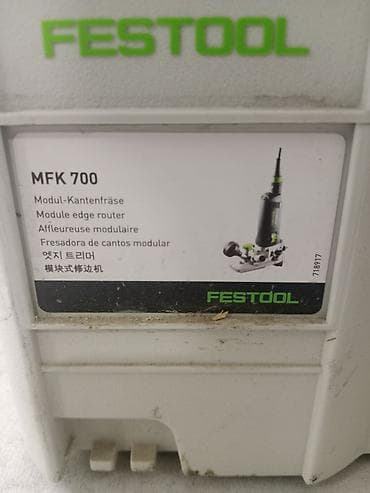 FESTOOL
MFK 700
Modul-Kantenfräse
Module edge router
Affleureuse modulaire
Fresadora de cantos modular
엣지 트리머
模块式修边机
718917
FESTOOL